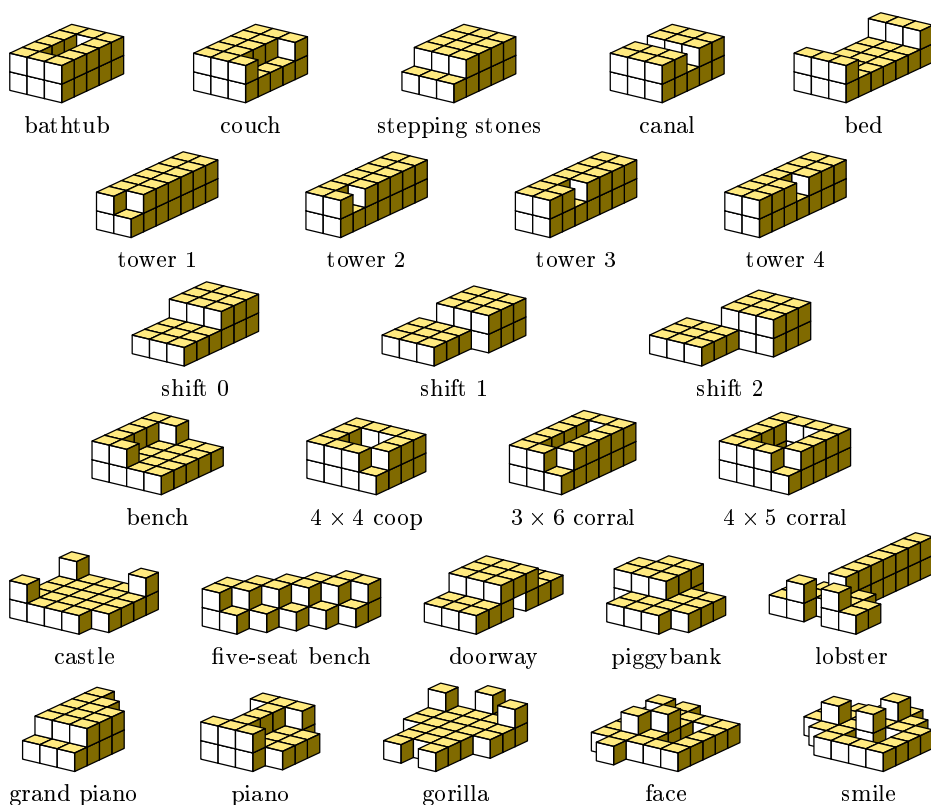 bathtub couch stepping stones canal bed
tower 1 tower 2 tower 3 tower 4
shift 0 shift 1 shift 2
bench 4 × 4 coop 3 × 6 corral 4 × 5 corral
castle five-seat bench doorway piggybank lobster
grand piano piano gorilla face smile